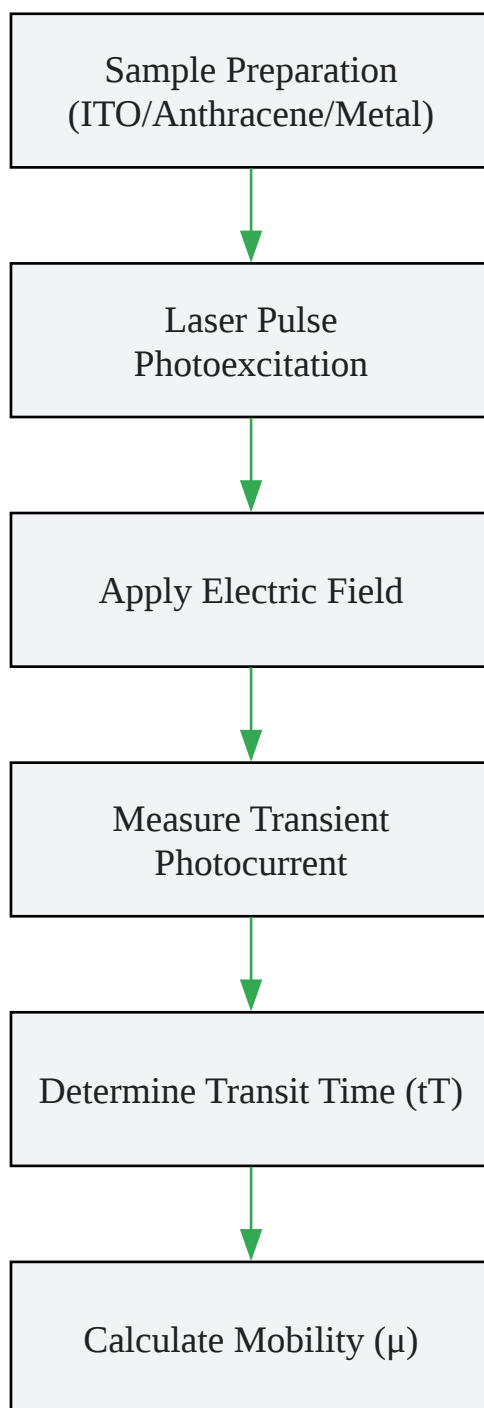 Sample Preparation
(ITO/Anthracene/Metal)
Laser Pulse
Photoexcitation
Apply Electric Field
Measure Transient
Photocurrent
Determine Transit Time (tT)
Calculate Mobility (μ)